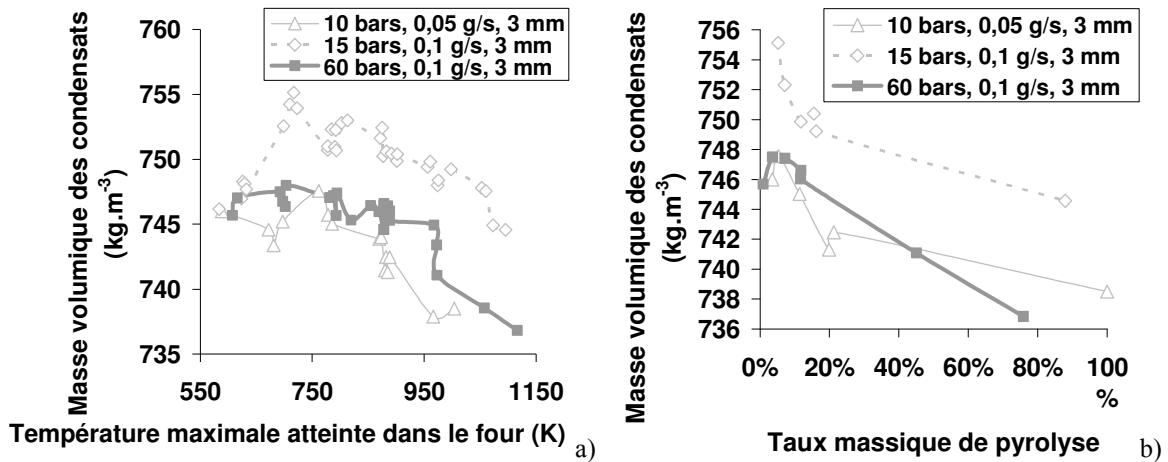 760
755
750
745
740
735
550
750
950
1150
Masse volumique des condensats
(kg.m-3)
10 bars, 0,05 g/s, 3 mm
15 bars, 0,1 g/s, 3 mm
60 bars, 0,1 g/s, 3 mm
Température maximale atteinte dans le four (K)
a)
756
754
752
750
748
746
744
742
740
738
736
0%
20%
40%
60%
80%
100
%
Masse volumique des condensats
(kg.m-3)
10 bars, 0,05 g/s, 3 mm
15 bars, 0,1 g/s, 3 mm
60 bars, 0,1 g/s, 3 mm
Taux massique de pyrolyse
b)